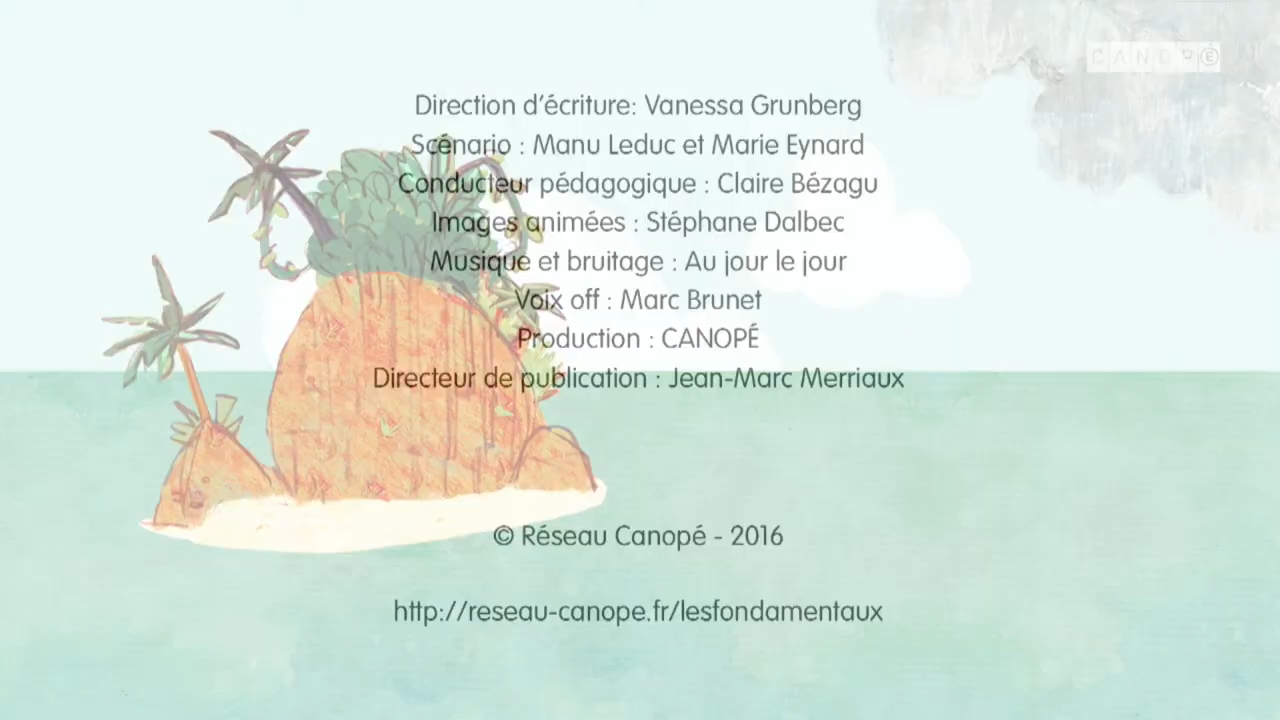 CANOPÉ
Direction d’écriture: Vanessa Grunberg
Scénario : Manu Leduc et Marie Eynard
Conducteur pédagogique : Claire Bézagu
Images animées : Stéphane Dalbec
Musique et bruitage : Au jour le jour
Voix off : Marc Brunet
Production : CANOPÉ
Directeur de publication : Jean-Marc Merriaux
© Réseau Canopé - 2016
http://reseau-canope.fr/lesfondamentaux